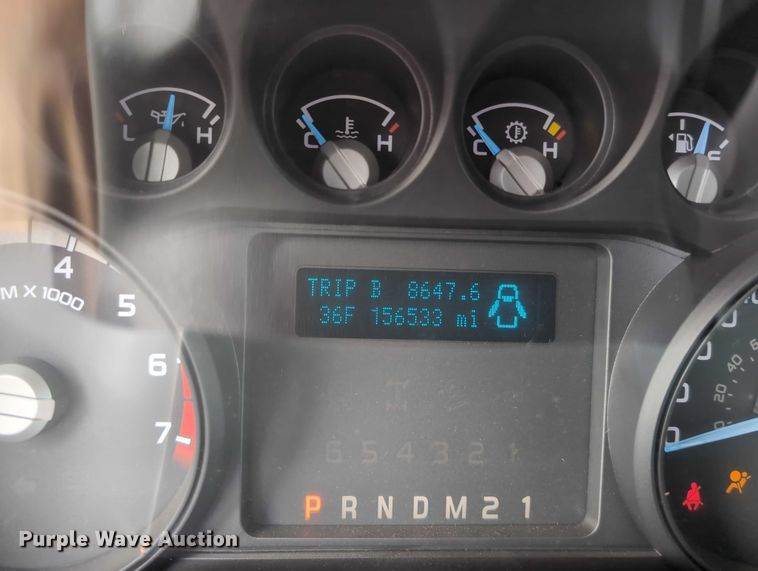 L H
C H
C H
F
4
5
6
7
M X 1000
TRIP B 8647.6
36F 156533 mi
6 5 4 3 2 1
P R N D M 2 1
20
40
Purple Wave Auction